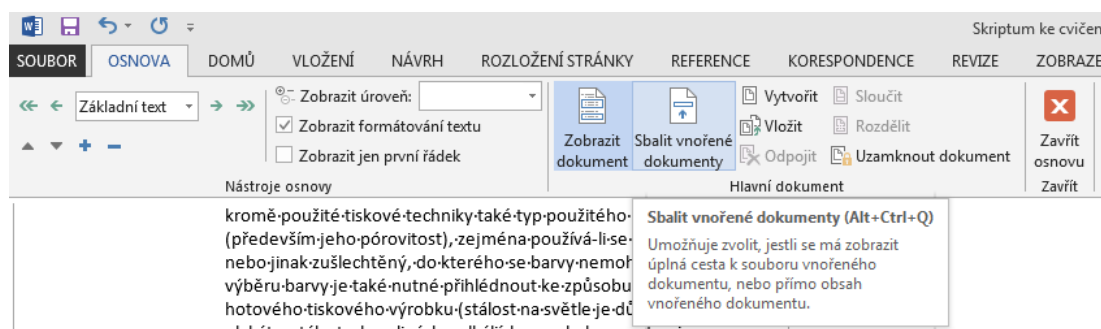 Skriptum ke cvičen
SOUBOR OSNOVA DOMŮ VLOŽENÍ NÁVRH ROZLOŽENÍ STRÁNKY REFERENCE KORESPONDENCE REVIZE ZOBRAZE
Základní text
Zobrazit úroveň:
Zobrazit formátování textu
Zobrazit jen první řádek
Nástroje osnovy
Zobrazit
dokument
Sbalit vnořené
dokumenty
Vytvořit
Vložit
Odpojit
Sloučit
Rozdělit
Uzamknout dokument
Hlavní dokument
Zavřít
osnovu
Zavřít
kromě·použité·tiskové·techniky·také·typ·použitého·
(především·jeho·pórovitost),·zejména·používá-li·se·
nebo·jinak·zušlechtěný,·do·kterého·se·barvy·nemoh
výběru·barvy·je·také·nutné·přihlédnout·ke·způsobu
hotového·tiskového·výrobku·(stálost·na·světle·je·dů
Sbalit vnořené dokumenty (Alt+Ctrl+Q)
Umožňuje zvolit, jestli se má zobrazit
úplná cesta k souboru vnořeného
dokumentu, nebo přímo obsah
vnořeného dokumentu.